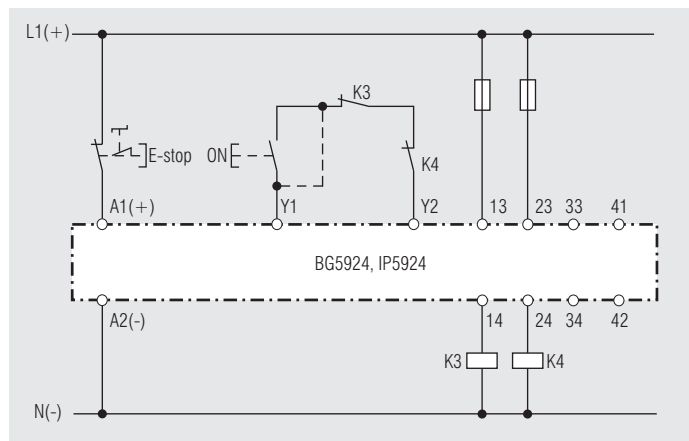 L1(+)
K3
E-stop
ON
K4
A1(+)
Y1
Y2
13
23
33
41
BG5924, IP5924
A2(-)
14
24
34
42
K3
K4
N(-)